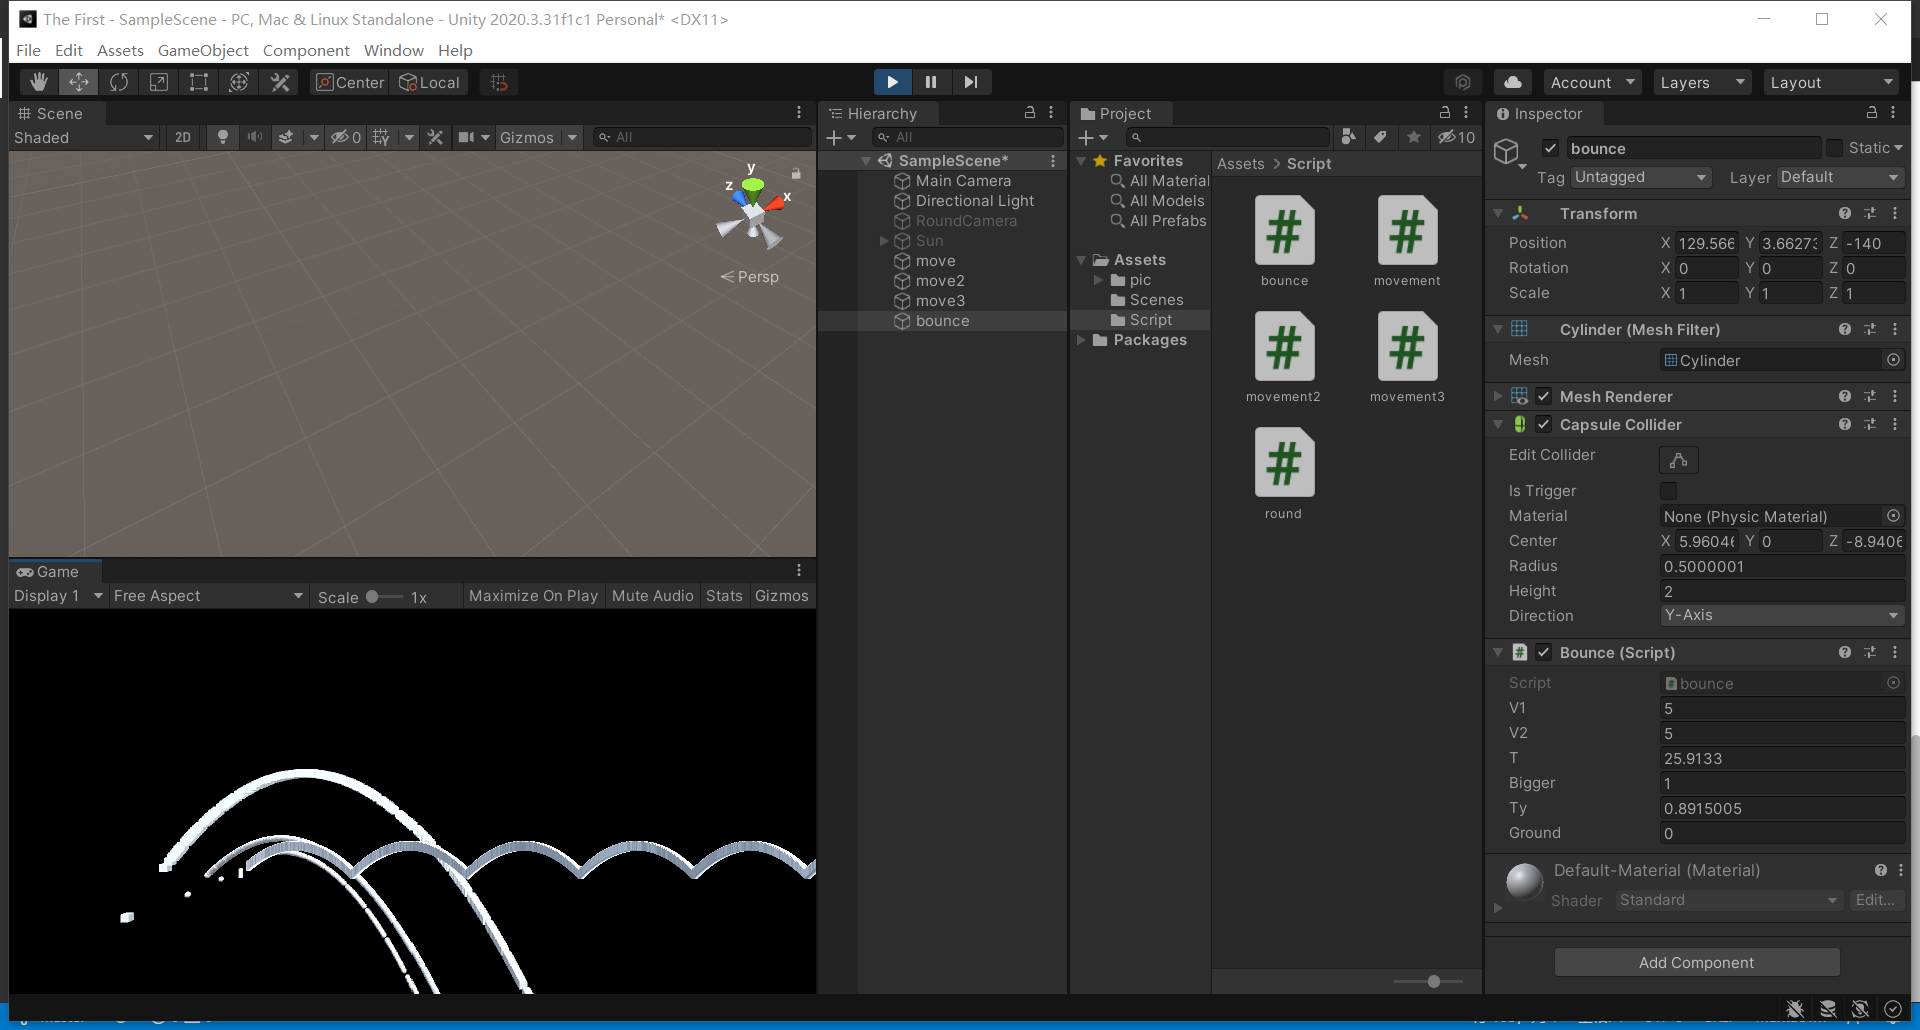 The First - SampleScene - PC, Mac & Linux Standalone - Unity 2020.3.31f1c1 Personal* <DX11>
File Edit Assets GameObject Component Window Help
Center Local
Account Layers Layout
Scene
Shaded 2D 0 Gizmos All
y
z
x
Persp
Game
Display 1 Free Aspect Scale 1x Maximize On Play Mute Audio Stats Gizmos
Hierarchy
All
SampleScene*
Main Camera
Directional Light
RoundCamera
Sun
move
move2
move3
bounce
Project
10
Favorites
All Material
All Models
All Prefabs
Assets
pic
Scenes
Script
Packages
Assets > Script
bounce
movement
movement2
movement3
round
Inspector
bounce Static
Tag Untagged Layer Default
Transform
Position X 129.566 Y 3.66273 Z -140
Rotation X 0 Y 0 Z 0
Scale X 1 Y 1 Z 1
Cylinder (Mesh Filter)
Mesh Cylinder
Mesh Renderer
Capsule Collider
Edit Collider
Is Trigger
Material None (Physic Material)
Center X 5.96046 Y 0 Z -8.9406
Radius 0.5000001
Height 2
Direction Y-Axis
Bounce (Script)
Script bounce
V1 5
V2 5
T 25.9133
Bigger 1
Ty 0.8915005
Ground 0
Default-Material (Material)
Shader Standard Edit...
Add Component